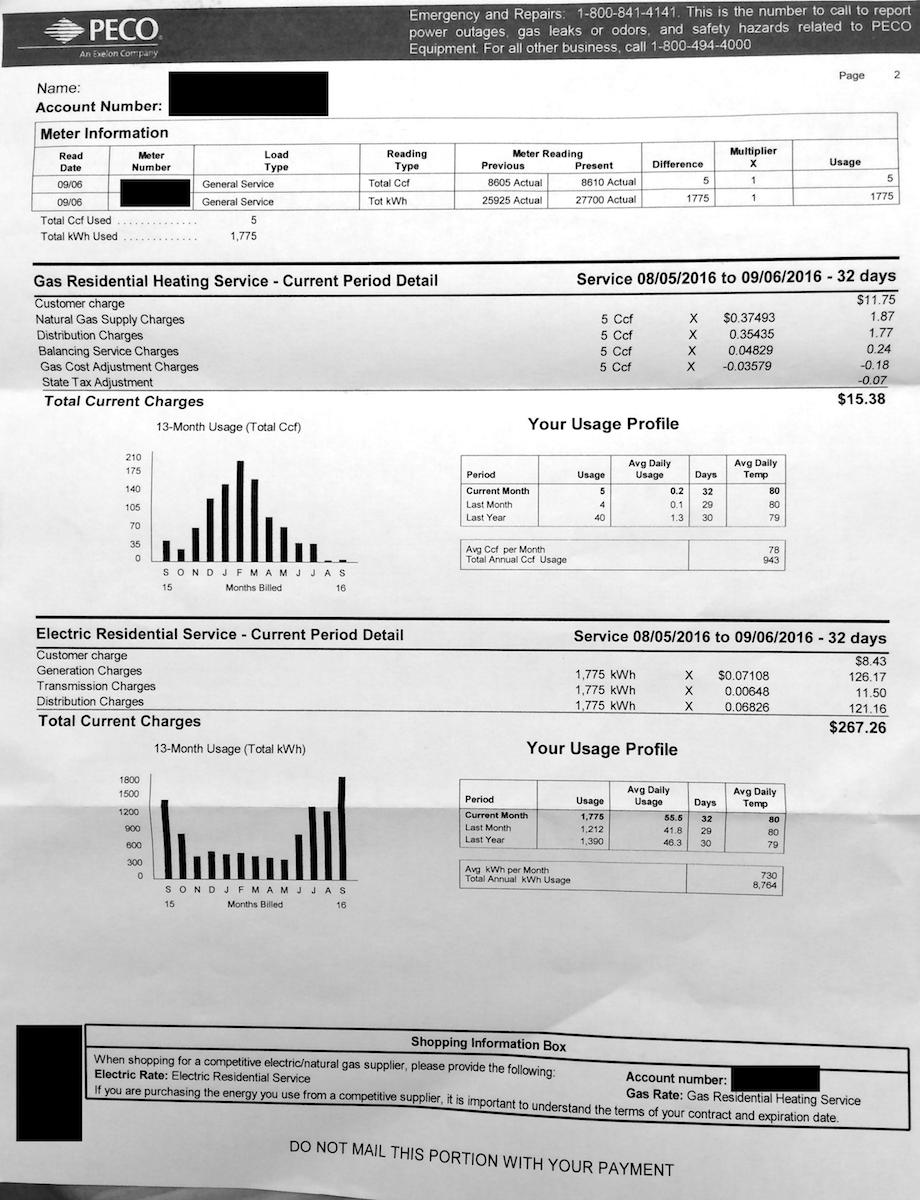 PECO
An Exelon Company
Emergency and Repairs: 1-800-841-4141. This is the number to call to report
power outages, gas leaks or odors, and safety hazards related to PECO
Equipment. For all other business, call 1-800-494-4000
Page 2
Name:
Account Number:
Meter Information
Read Date Meter Number Load Type Reading Type Meter Reading Previous Present Difference Multiplier X Usage
09/06 General Service Total Ccf 8605 Actual 8610 Actual 5 1 5
09/06 General Service Tot kWh 25925 Actual 27700 Actual 1775 1 1775
Total Ccf Used . . . . . . . . . . . . . 5
Total kWh Used . . . . . . . . . . . . 1,775
Gas Residential Heating Service - Current Period Detail Service 08/05/2016 to 09/06/2016 - 32 days
Customer charge $11.75
Natural Gas Supply Charges 5 Ccf X $0.37493 1.87
Distribution Charges 5 Ccf X 0.35435 1.77
Balancing Service Charges 5 Ccf X 0.04829 0.24
Gas Cost Adjustment Charges 5 Ccf X -0.03579 -0.18
State Tax Adjustment -0.07
Total Current Charges $15.38
13-Month Usage (Total Ccf)
210
175
140
105
70
35
0
S O N D J F M A M J J A S
15 Months Billed 16
Your Usage Profile
Period Usage Avg Daily Usage Days Avg Daily Temp
Current Month 5 0.2 32 80
Last Month 4 0.1 29 80
Last Year 40 1.3 30 79
Avg Ccf per Month 78
Total Annual Ccf Usage 943
Electric Residential Service - Current Period Detail Service 08/05/2016 to 09/06/2016 - 32 days
Customer charge $8.43
Generation Charges 1,775 kWh X $0.07108 126.17
Transmission Charges 1,775 kWh X 0.00648 11.50
Distribution Charges 1,775 kWh X 0.06826 121.16
Total Current Charges $267.26
13-Month Usage (Total kWh)
1800
1500
1200
900
600
300
0
S O N D J F M A M J J A S
15 Months Billed 16
Your Usage Profile
Period Usage Avg Daily Usage Days Avg Daily Temp
Current Month 1,775 55.5 32 80
Last Month 1,212 41.8 29 80
Last Year 1,390 46.3 30 79
Avg kWh per Month 730
Total Annual kWh Usage 8,764
Shopping Information Box
When shopping for a competitive electric/natural gas supplier, please provide the following:
Account number:
Electric Rate: Electric Residential Service
Gas Rate: Gas Residential Heating Service
If you are purchasing the energy you use from a competitive supplier, it is important to understand the terms of your contract and expiration date.
DO NOT MAIL THIS PORTION WITH YOUR PAYMENT